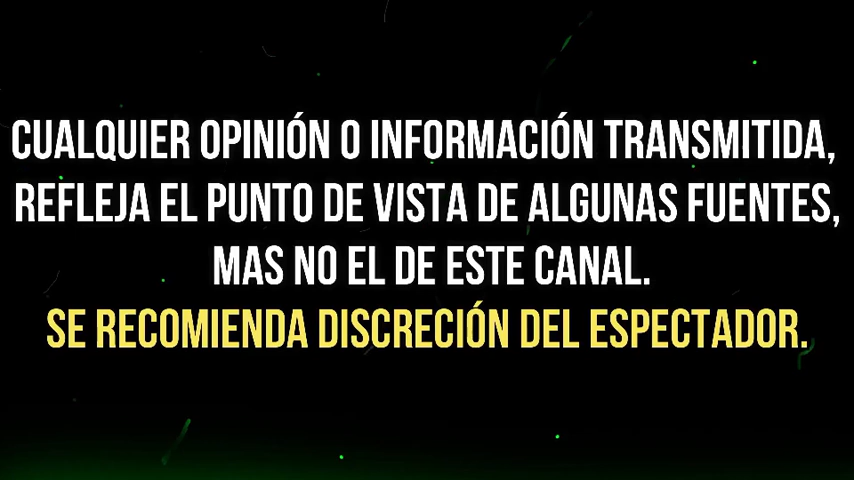 CUALQUIER OPINIÓN O INFORMACIÓN TRANSMITIDA,
REFLEJA EL PUNTO DE VISTA DE ALGUNAS FUENTES,
MAS NO EL DE ESTE CANAL.
SE RECOMIENDA DISCRECIÓN DEL ESPECTADOR.